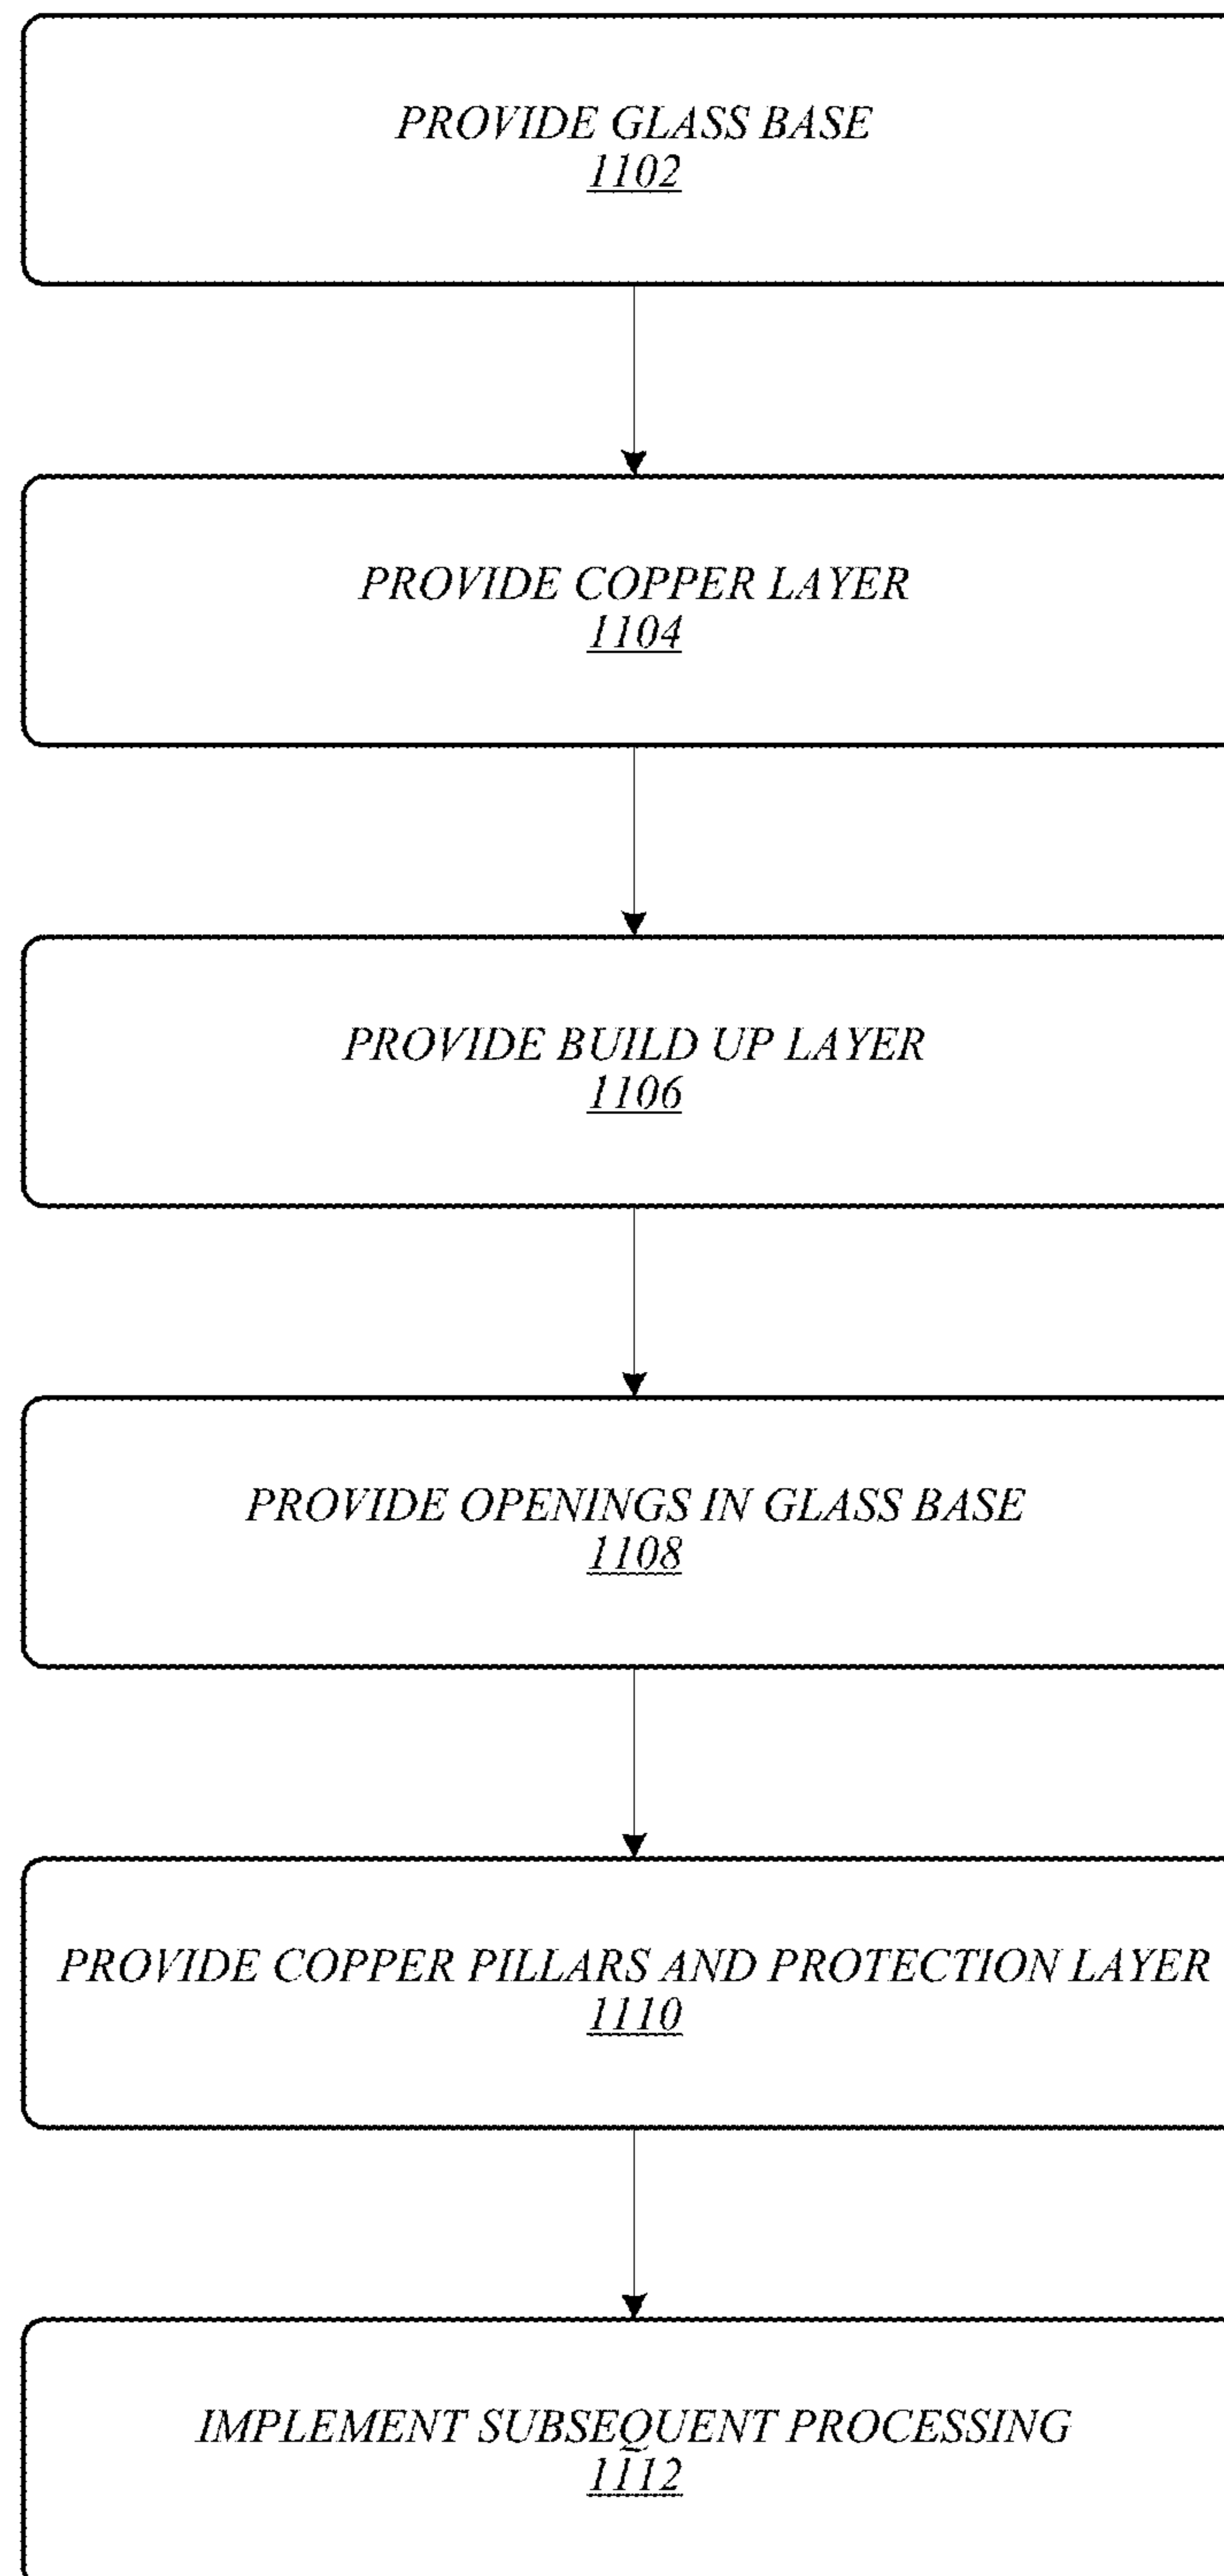 PROVIDE GLASS BASE
1102
PROVIDE COPPER LAYER
1104
PROVIDE BUILD UP LAYER
1106
PROVIDE OPENINGS IN GLASS BASE
1108
PROVIDE COPPER PILLARS AND PROTECTION LAYER
1110
IMPLEMENT SUBSEQUENT PROCESSING
1112